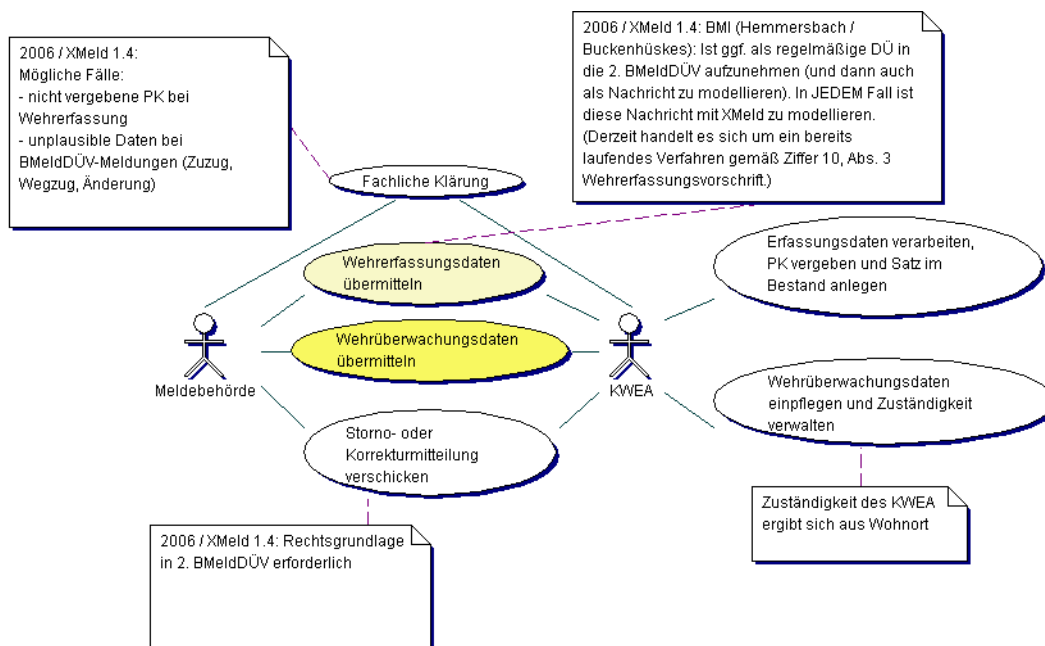 2006 / XMeld 1.4:
Mögliche Fälle:
- nicht vergebene PK bei
Wehrerfassung
- unplausible Daten bei
BMeldDÜV-Meldungen (Zuzug,
Wegzug, Änderung)
2006 / XMeld 1.4: BMI (Hemmersbach /
Buckenhüskes): Ist ggf. als regelmäßige DÜ in
die 2. BMeldDÜV aufzunehmen (und dann auch
als Nachricht zu modellieren). In JEDEM Fall ist
diese Nachricht mit XMeld zu modellieren.
(Derzeit handelt es sich um ein bereits
laufendes Verfahren gemäß Ziffer 10, Abs. 3
Wehrerfassungsvorschrift.)
Fachliche Klärung
Wehrerfassungsdaten
übermitteln
Erfassungsdaten verarbeiten,
PK vergeben und Satz im
Bestand anlegen
Wehrüberwachungsdaten
übermitteln
Meldebehörde
KWEA
Wehrüberwachungsdaten
einpflegen und Zuständigkeit
verwalten
Storno- oder
Korrekturmitteilung
verschicken
Zuständigkeit des KWEA
ergibt sich aus Wohnort
2006 / XMeld 1.4: Rechtsgrundlage
in 2. BMeldDÜV erforderlich